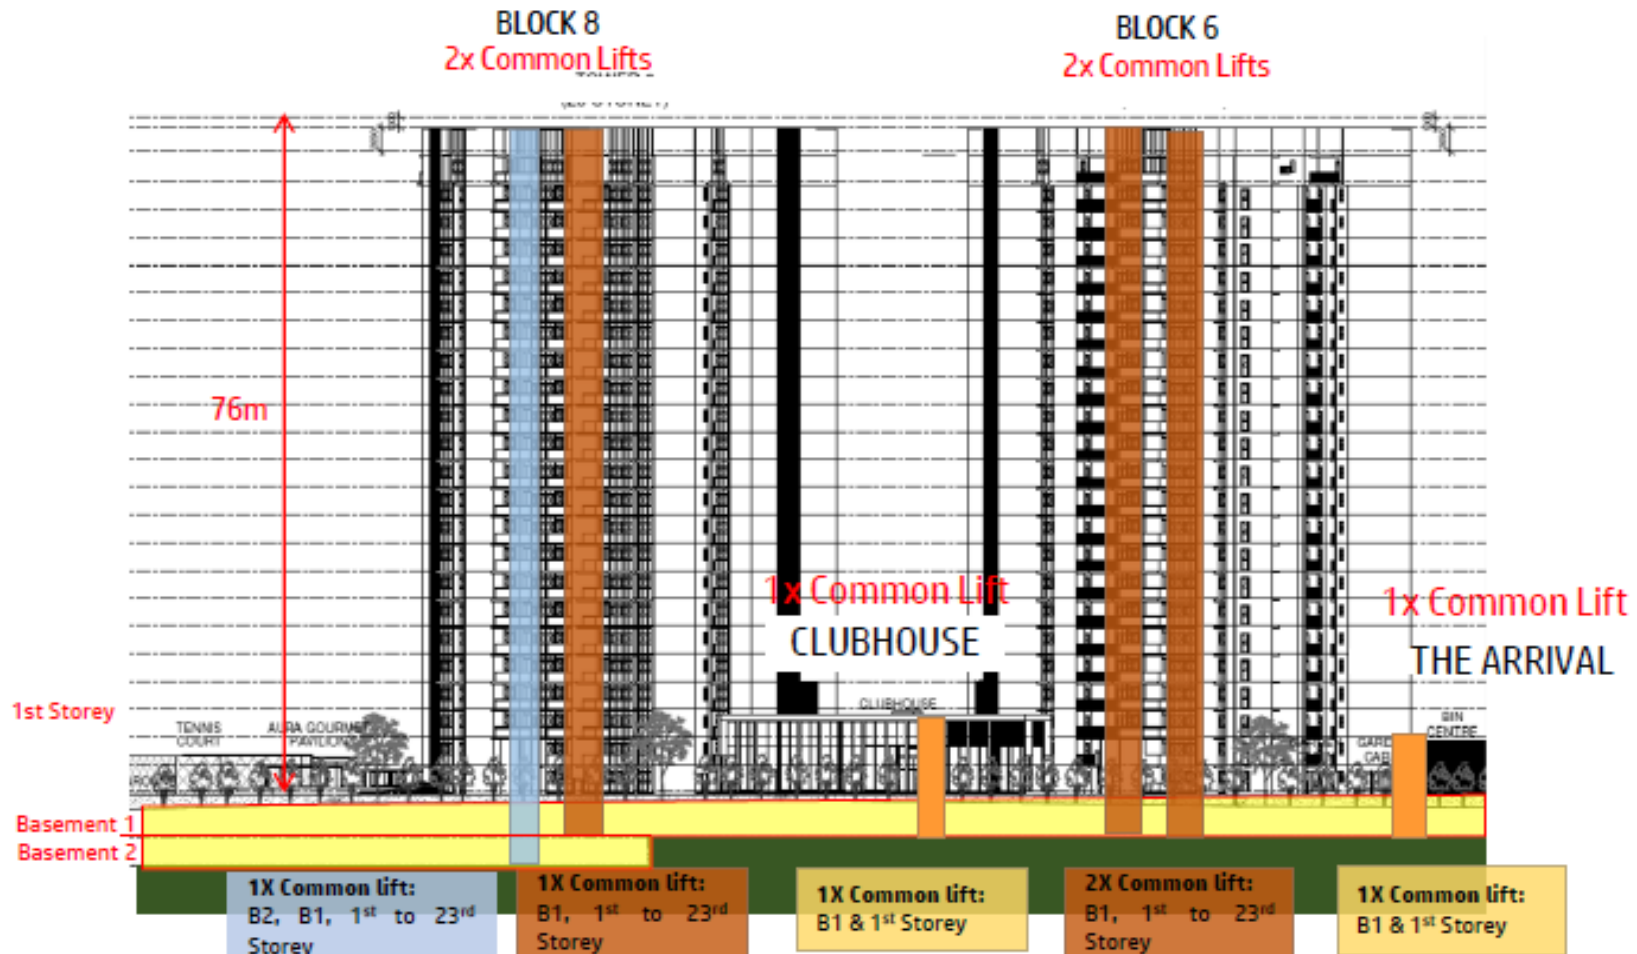 BLOCK 8
2x Common Lifts
BLOCK 6
2x Common Lifts
76m
1x Common Lift
CLUBHOUSE
1x Common Lift
THE ARRIVAL
1st Storey
TENNIS
COURT
AURA GOURMET
PAVILION
CLUBHOUSE
BIN
CENTRE
Basement 1
Basement 2
1X Common lift:
B2, B1, 1st to 23rd
Storey
1X Common lift:
B1, 1st to 23rd
Storey
1X Common lift:
B1 & 1st Storey
2X Common lift:
B1, 1st to 23rd
Storey
1X Common lift:
B1 & 1st Storey